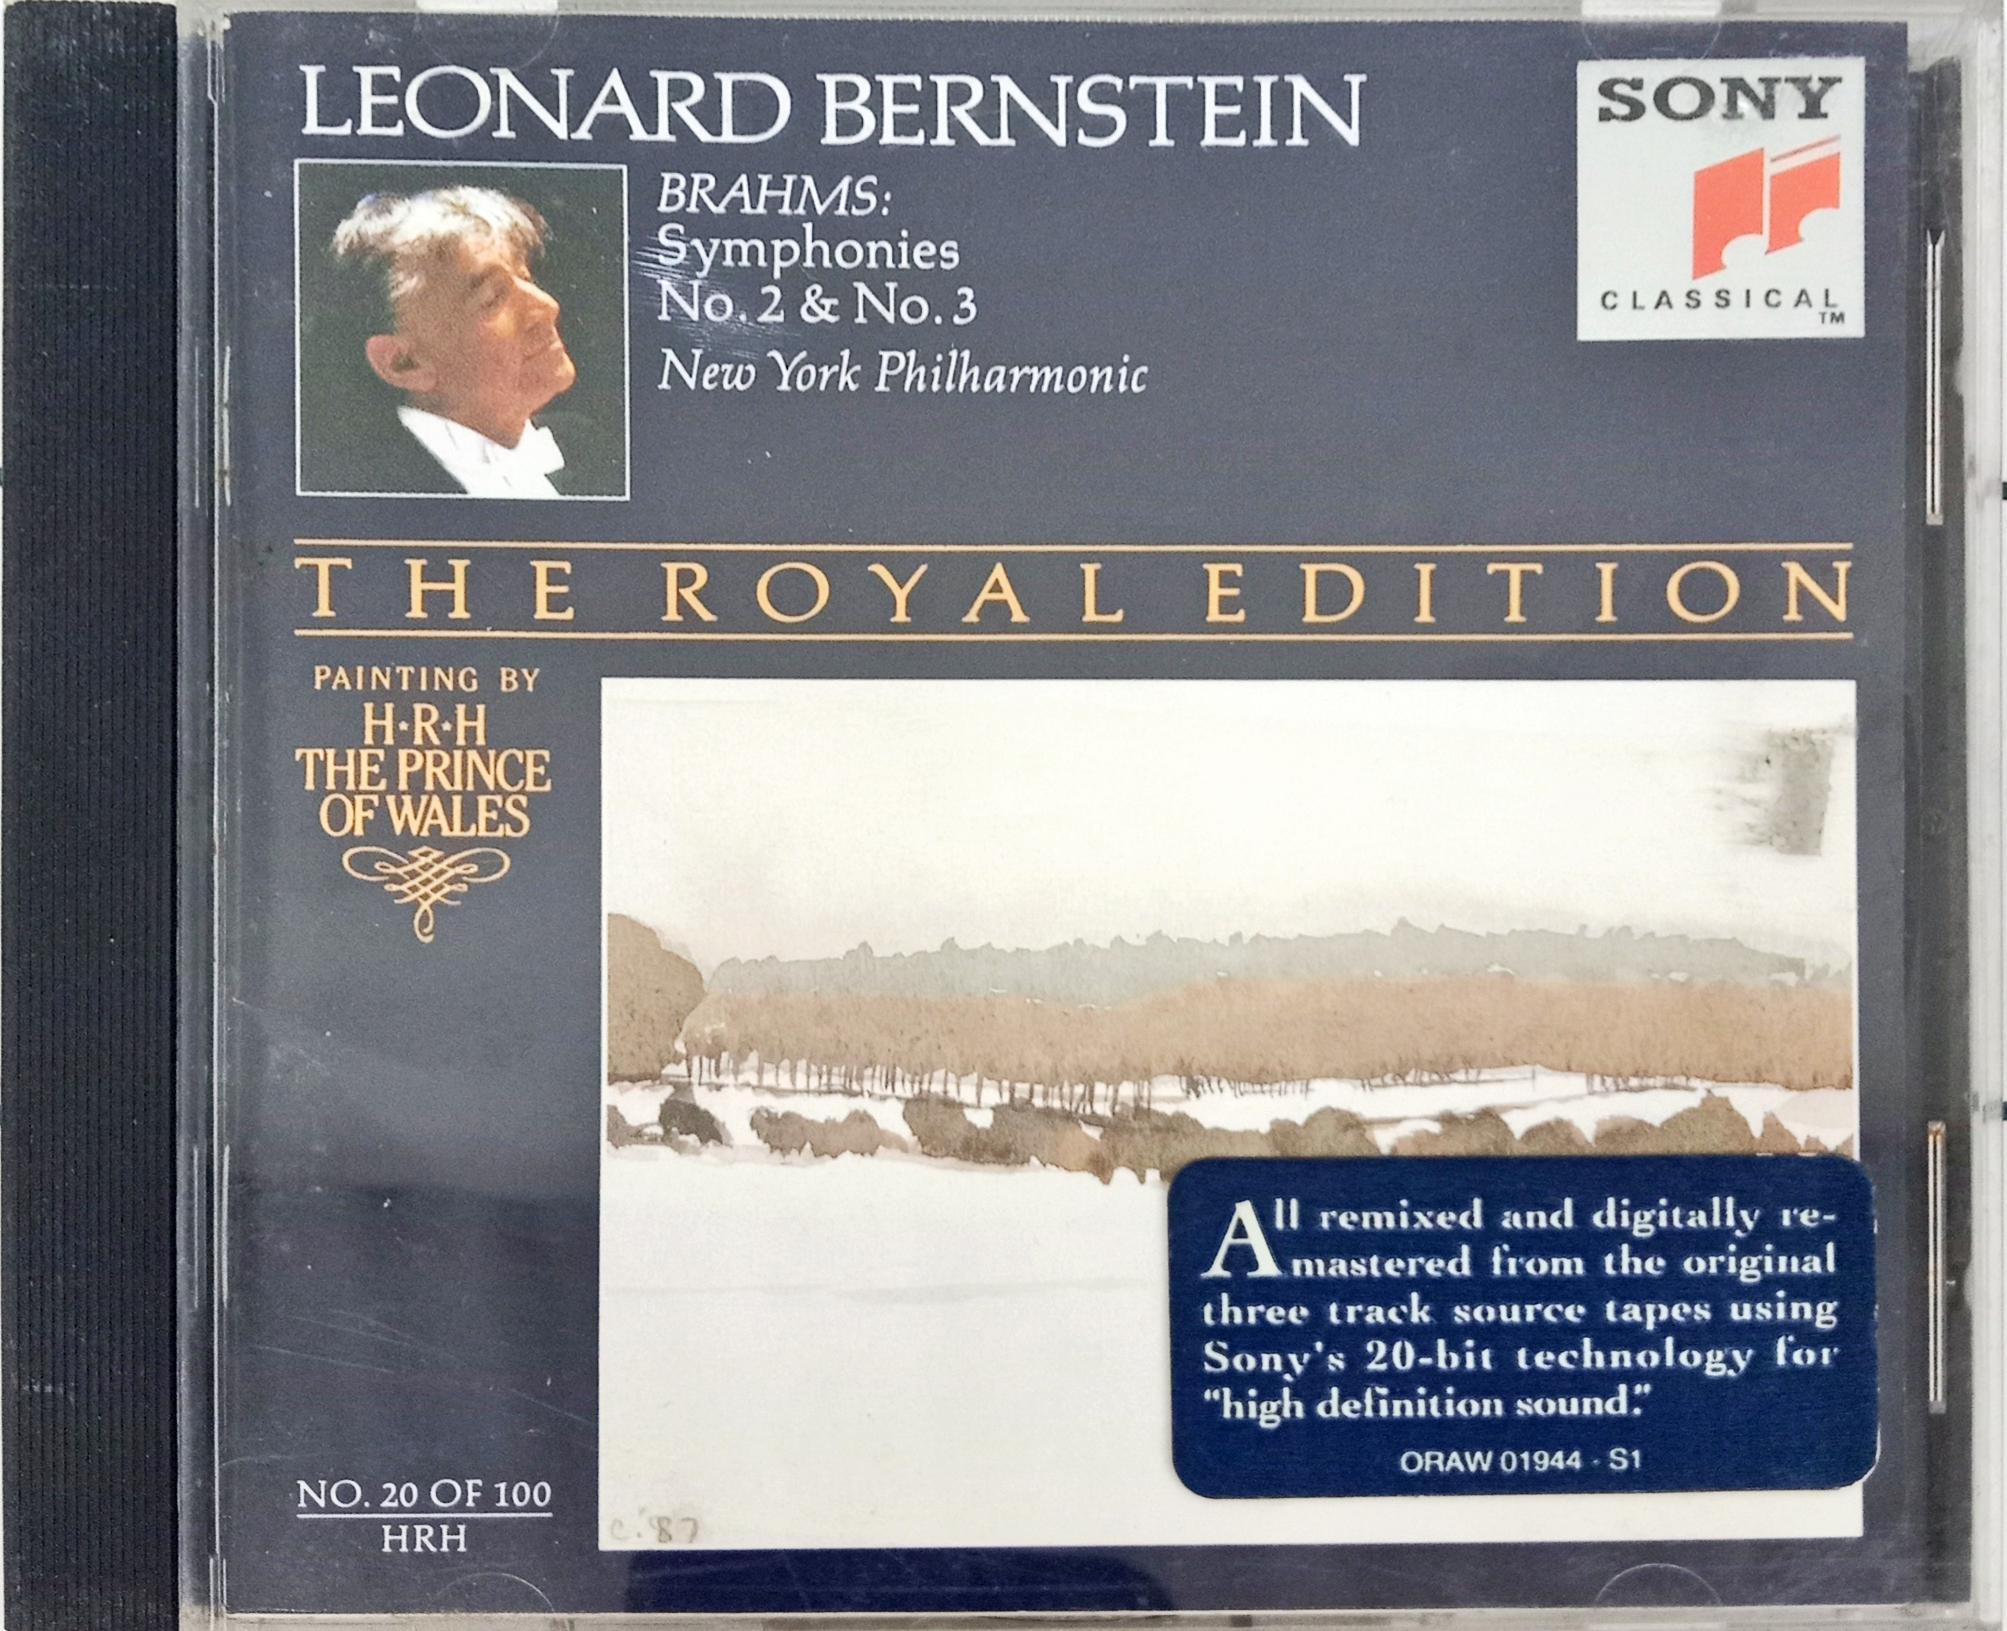 LEONARD BERNSTEIN
SONY
CLASSICAL
TM
BRAHMS:
Symphonies
No. 2 & No. 3
New York Philharmonic
THE ROYAL EDITION
PAINTING BY
H·R·H
THE PRINCE
OF WALES
All remixed and digitally re-
mastered from the original
three track source tapes using
Sony's 20-bit technology for
"high definition sound."
ORAW 01944 · S1
NO. 20 OF 100
HRH
c. '87